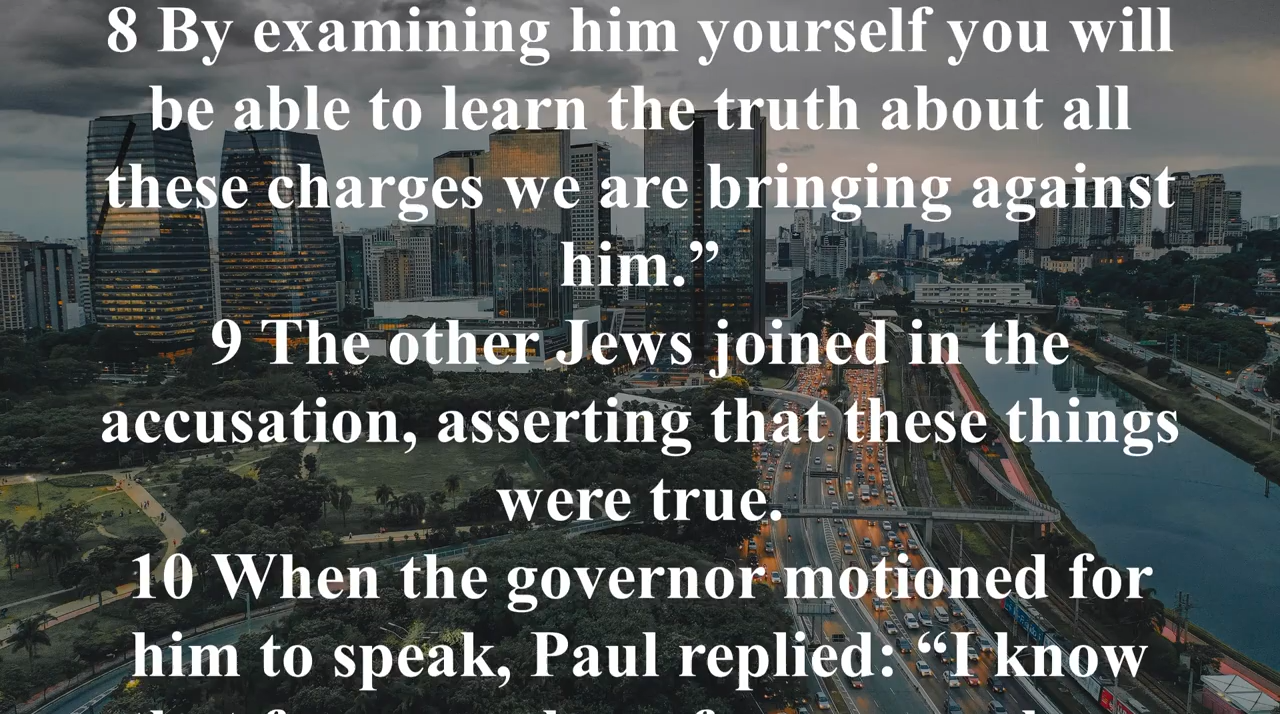 8 By examining him yourself you will
be able to learn the truth about all
these charges we are bringing against
him.”
9 The other Jews joined in the
accusation, asserting that these things
were true.
10 When the governor motioned for
him to speak, Paul replied: “I know